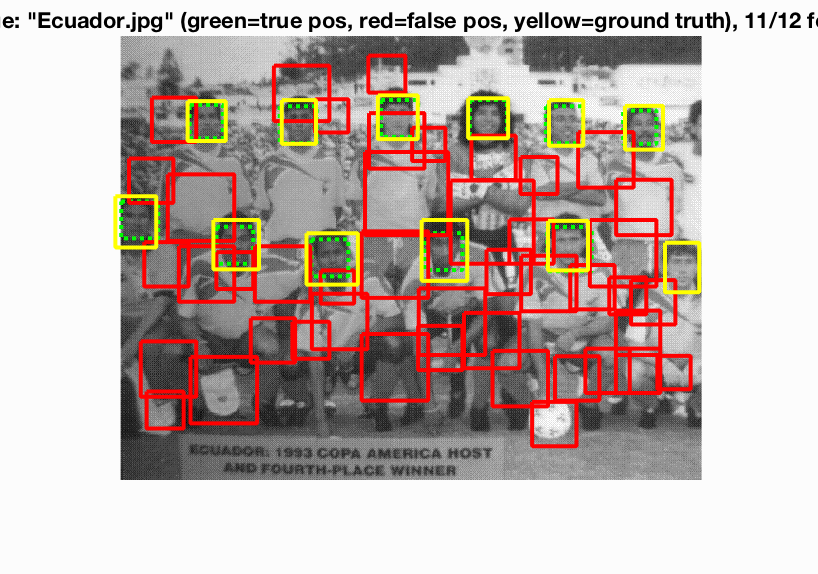 e: "Ecuador.jpg" (green=true pos, red=false pos, yellow=ground truth), 11/12 f
ECUADOR: 1993 COPA AMERICA HOST
AND FOURTH-PLACE WINNER